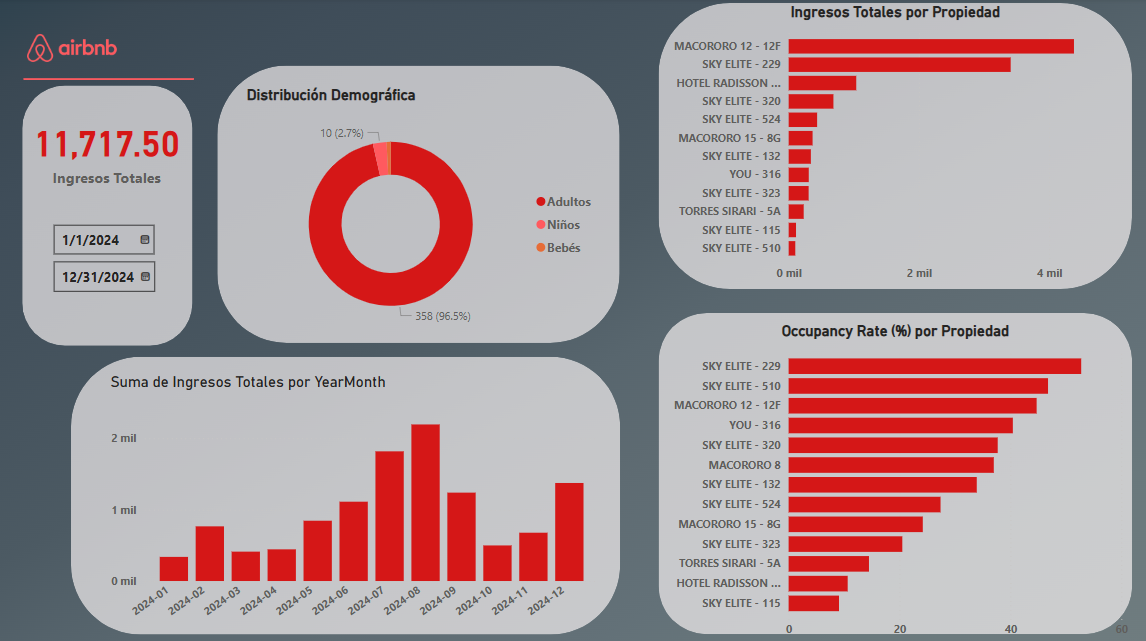 airbnb
11,717.50
Ingresos Totales
1/1/2024
12/31/2024
Distribución Demográfica
10 (2.7%)
358 (96.5%)
Adultos
Niños
Bebés
Suma de Ingresos Totales por YearMonth
2 mil
1 mil
0 mil
2024-01
2024-02
2024-03
2024-04
2024-05
2024-06
2024-07
2024-08
2024-09
2024-10
2024-11
2024-12
Ingresos Totales por Propiedad
MACORORO 12 - 12F
SKY ELITE - 229
HOTEL RADISSON ...
SKY ELITE - 320
SKY ELITE - 524
MACORORO 15 - 8G
SKY ELITE - 132
YOU - 316
SKY ELITE - 323
TORRES SIRARI - 5A
SKY ELITE - 115
SKY ELITE - 510
0 mil
2 mil
4 mil
Occupancy Rate (%) por Propiedad
SKY ELITE - 229
SKY ELITE - 510
MACORORO 12 - 12F
YOU - 316
SKY ELITE - 320
MACORORO 8
SKY ELITE - 132
SKY ELITE - 524
MACORORO 15 - 8G
SKY ELITE - 323
TORRES SIRARI - 5A
HOTEL RADISSON ...
SKY ELITE - 115
0
20
40
60